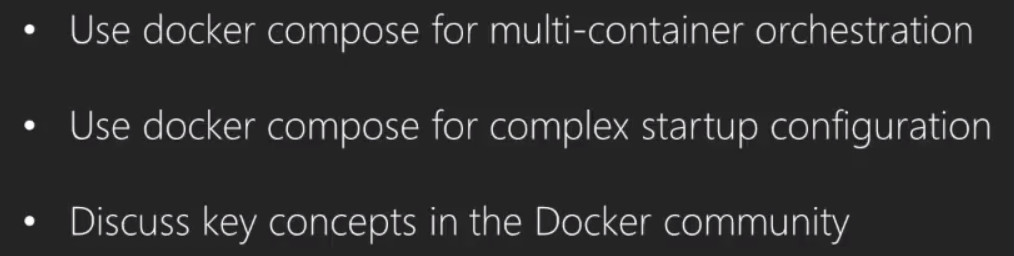 • Use docker compose for multi-container orchestration
• Use docker compose for complex startup configuration
• Discuss key concepts in the Docker community